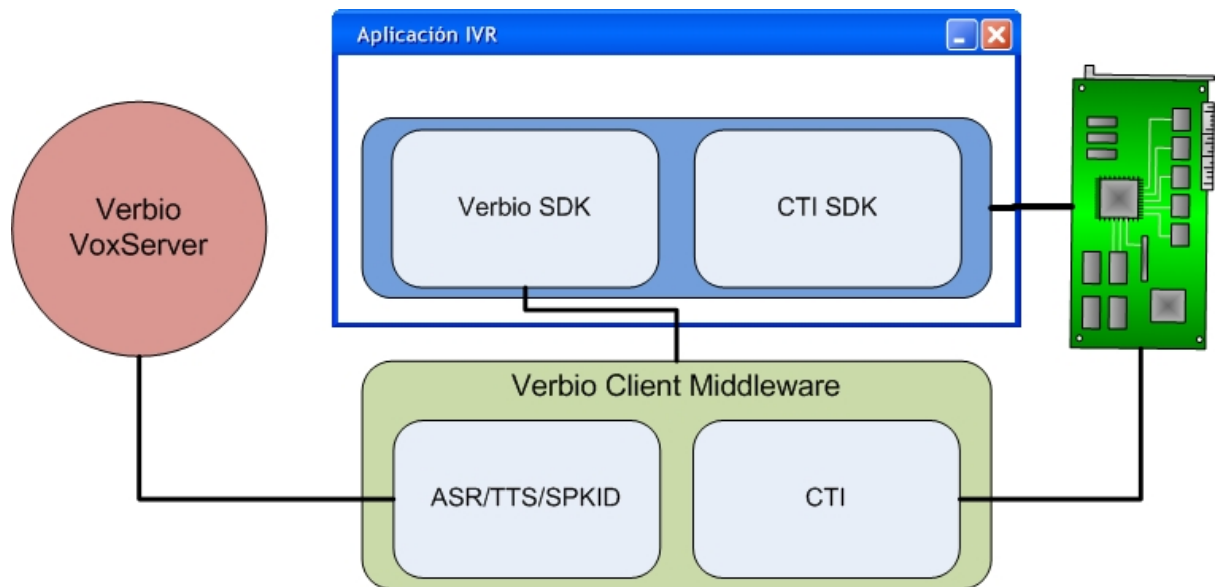 Aplicación IVR
Verbio
VoxServer
Verbio SDK
CTI SDK
Verbio Client Middleware
ASR/TTS/SPKID
CTI